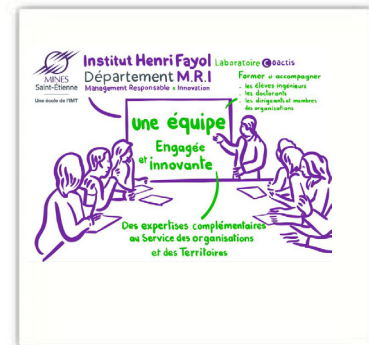 MINES
Saint-Étienne
Une école de l'IMT
Institut Henri Fayol Laboratoire Coactis
Département M.R.I
Management Responsable & Innovation
Former & accompagner
. les élèves ingénieurs
. les doctorants
. les dirigeants et membres
des organisations
une équipe
Engagée
et innovante
Des expertises complémentaires
au Service des organisations
et des Territoires